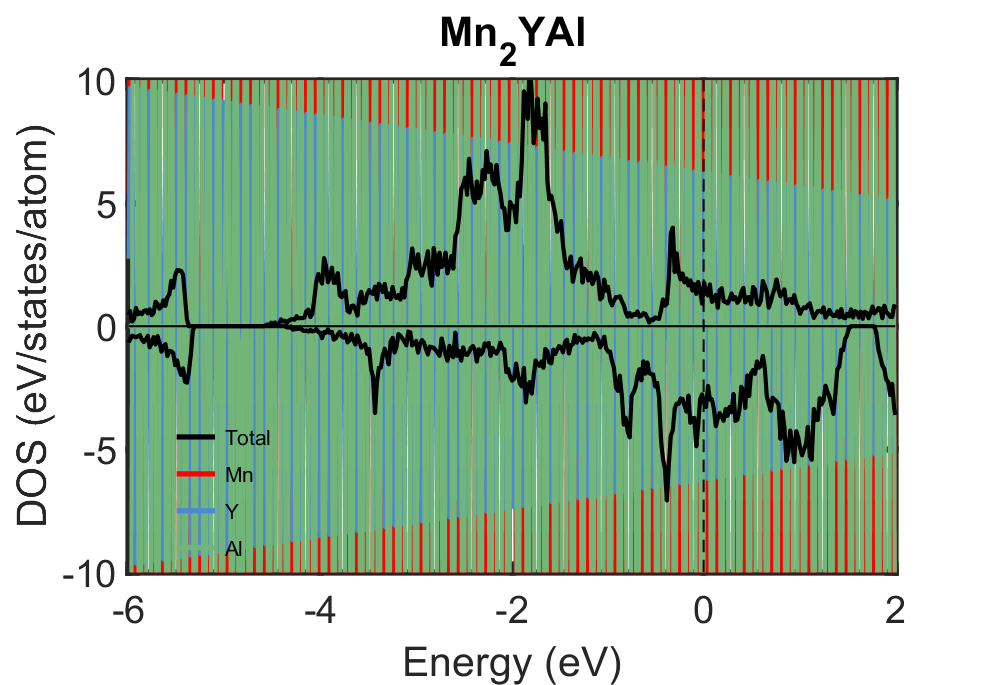 Mn2YAl
DOS (eV/states/atom)
10
5
0
-5
-10
Total
Mn
Y
Al
-6 -4 -2 0 2
Energy (eV)